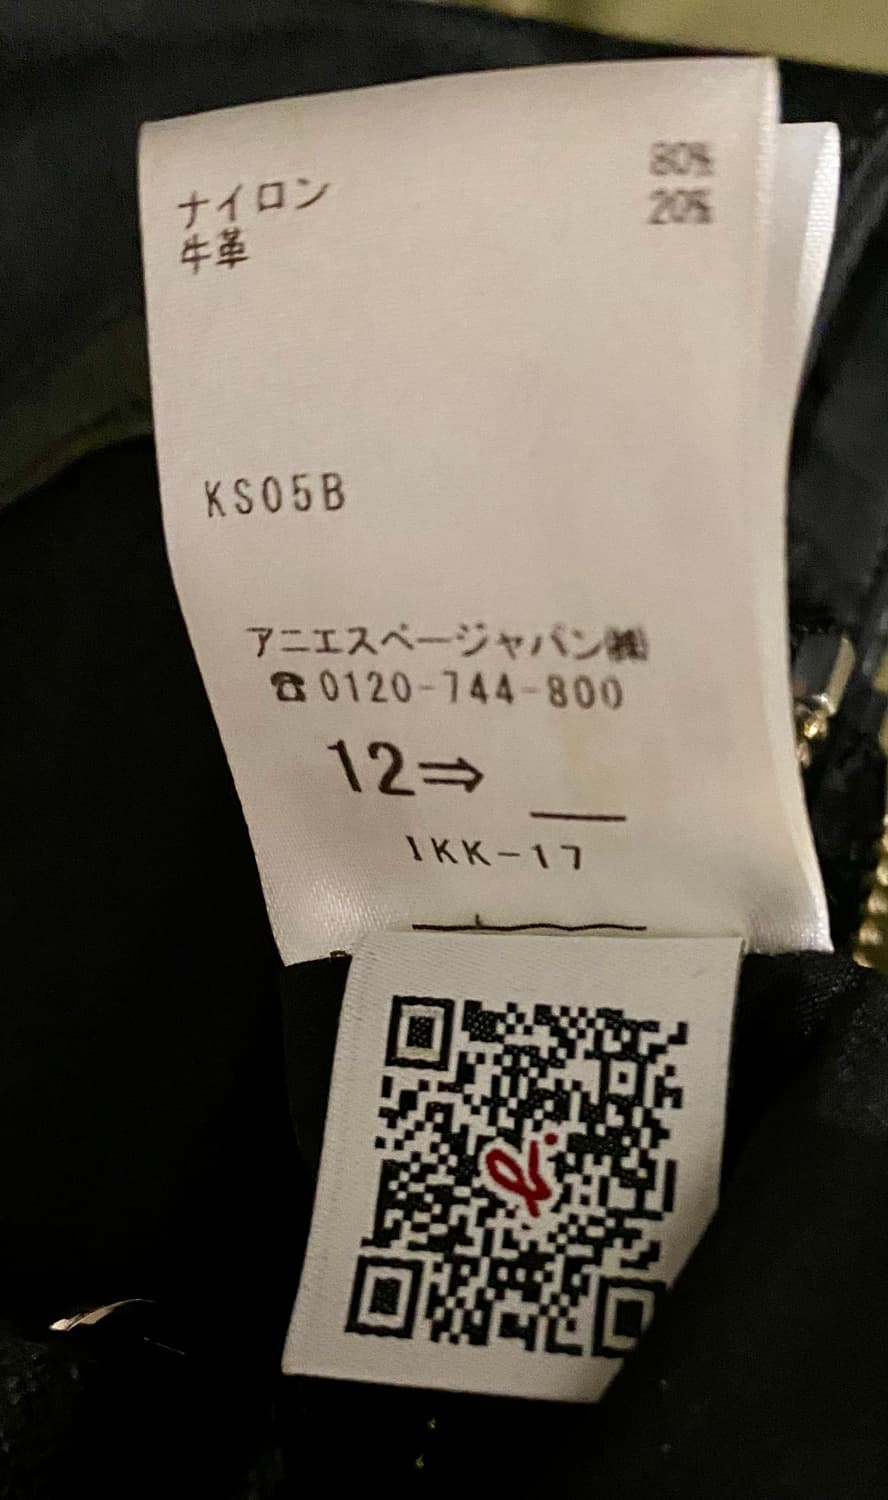 ナイロン 80%
牛革 20%
KS05B
アニエスベージャパン㈱
☎0120-744-800
12⇒
IKK-17
b.